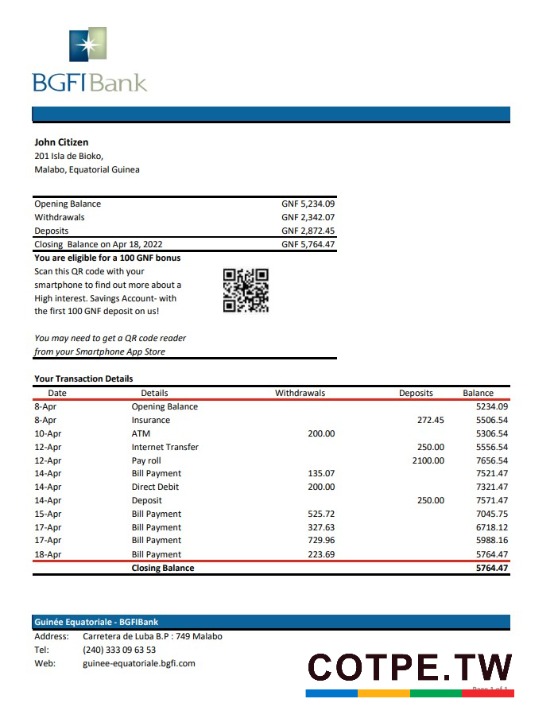 BGFIBank
John Citizen
201 Isla de Bioko,
Malabo, Equatorial Guinea
Opening Balance GNF 5,234.09
Withdrawals GNF 2,342.07
Deposits GNF 2,872.45
Closing Balance on Apr 18, 2022 GNF 5,764.47
You are eligible for a 100 GNF bonus
Scan this QR code with your
smartphone to find out more about a
High interest. Savings Account- with
the first 100 GNF deposit on us!
You may need to get a QR code reader
from your Smartphone App Store
Your Transaction Details
Date Details Withdrawals Deposits Balance
8-Apr Opening Balance 5234.09
8-Apr Insurance 272.45 5506.54
10-Apr ATM 200.00 5306.54
12-Apr Internet Transfer 250.00 5556.54
12-Apr Pay roll 2100.00 7656.54
14-Apr Bill Payment 135.07 7521.47
14-Apr Direct Debit 200.00 7321.47
14-Apr Deposit 250.00 7571.47
15-Apr Bill Payment 525.72 7045.75
17-Apr Bill Payment 327.63 6718.12
17-Apr Bill Payment 729.96 5988.16
18-Apr Bill Payment 223.69 5764.47
Closing Balance 5764.47
Guinée Equatoriale - BGFIBank
Address: Carretera de Luba B.P : 749 Malabo
Tel: (240) 333 09 63 53
Web: guinee-equatoriale.bgfi.com
COTPE.TW